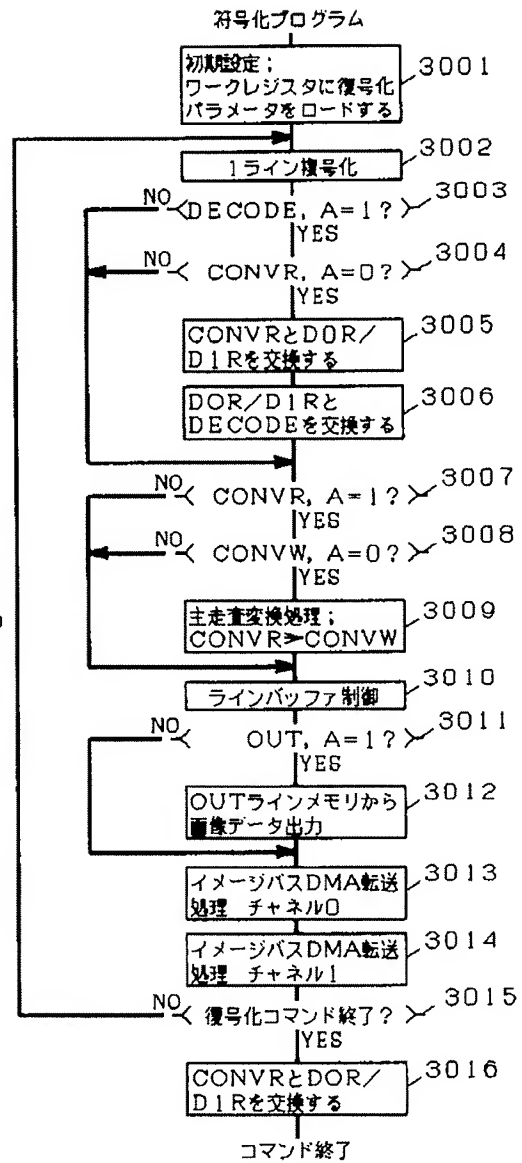 符号化プログラム
初期設定；
ワークレジスタに復号化
パラメータをロードする
3001
1ライン復号化
3002
NO
DECODE, A=1?
3003
YES
NO
CONVR, A=0?
3004
YES
CONVRとD0R/
D1Rを交換する
3005
DOR/D1Rと
DECODEを交換する
3006
NO
CONVR, A=1?
3007
YES
NO
CONVW, A=0?
3008
YES
主走査変換処理；
CONVR>CONVW
3009
ラインバッファ制御
3010
NO
OUT, A=1?
3011
YES
OUTラインメモリから
画像データ出力
3012
イメージバスDMA転送
処理 チャネル0
3013
イメージバスDMA転送
処理 チャネル1
3014
NO
復号化コマンド終了?
3015
YES
CONVRとDOR/
D1Rを交換する
3016
コマンド終了